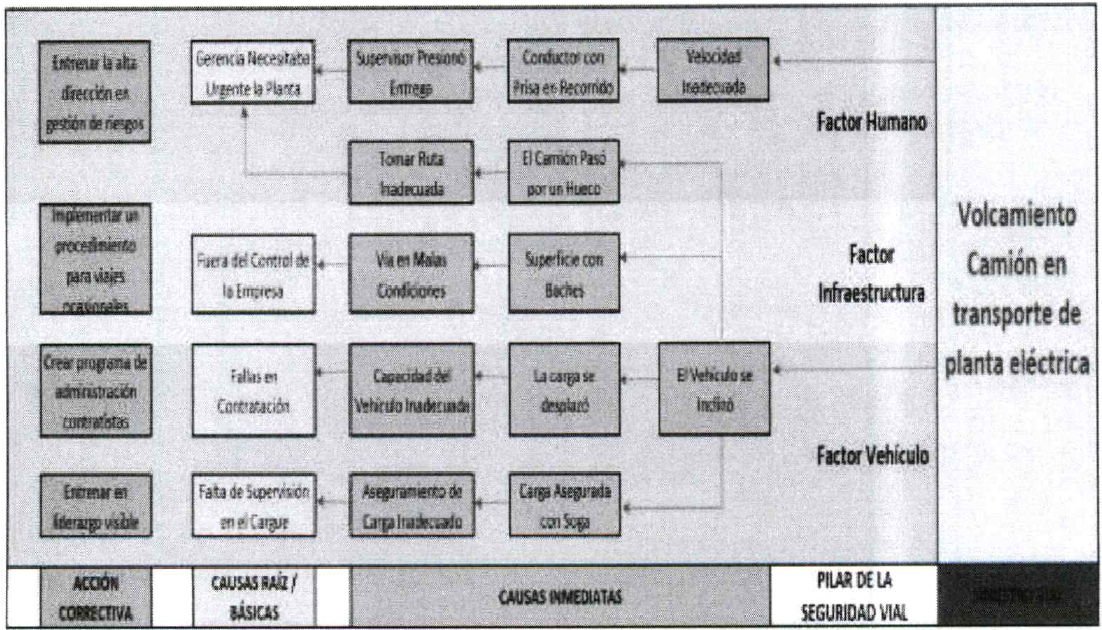 Entrenar la alta
dirección en
gestión de riesgos
Gerencia Necesitaba
Urgente la Planta
Supervisor Presionó
Entrega
Conductor con
Prisa en Recorrido
Velocidad
Inadecuada
Factor Humano
Tomar Ruta
Inadecuada
El Camión Pasó
por un Hueco
Implementar un
procedimiento
para viajes
ocasionales
Fuera del Control de
la Empresa
Vía en Malas
Condiciones
Superficie con
Baches
Factor
Infraestructura
Volcamiento
Camión en
transporte de
planta eléctrica
Crear programa de
administración
contratistas
Fallas en
Contratación
Capacidad del
Vehículo Inadecuada
La carga se
desplazó
El Vehículo se
Inclinó
Factor Vehículo
Entrenar en
liderazgo visible
Falta de Supervisión
en el Cargue
Aseguramiento de
Carga Inadecuado
Carga Asegurada
con Soga
ACCIÓN
CORRECTIVA
CAUSAS RAÍZ /
BÁSICAS
CAUSAS INMEDIATAS
PILAR DE LA
SEGURIDAD VIAL